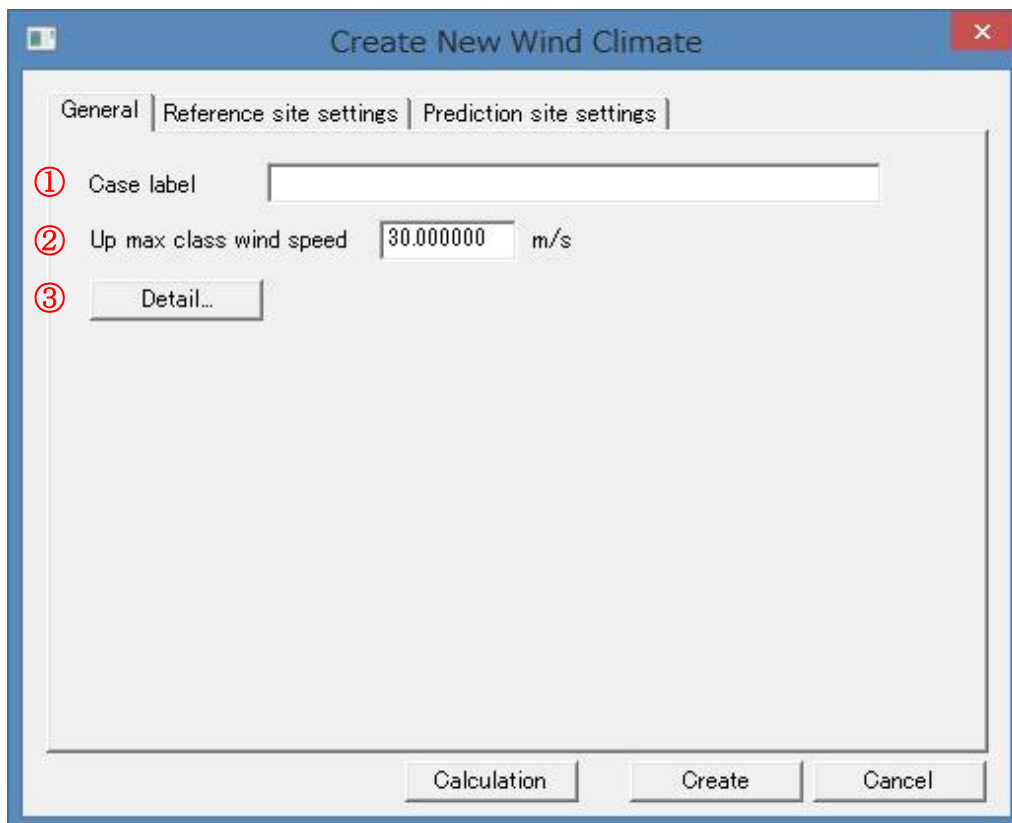 Create New Wind Climate
General Reference site settings Prediction site settings
① Case label
② Up max class wind speed 30.000000 m/s
③ Detail...
Calculation Create Cancel